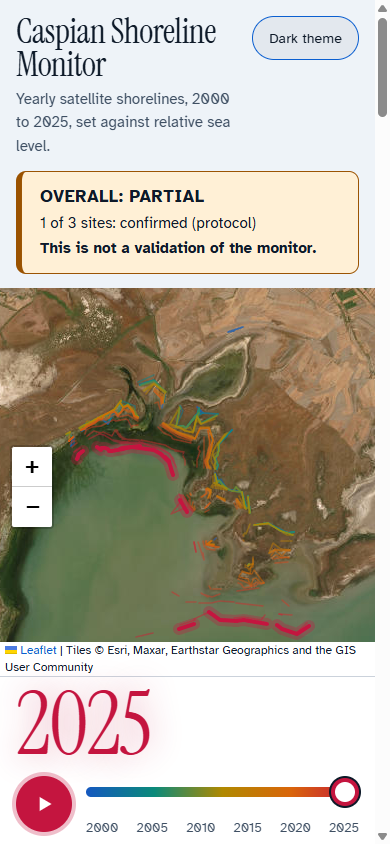 Caspian Shoreline
Monitor
Dark theme
Yearly satellite shorelines, 2000
to 2025, set against relative sea
level.
OVERALL: PARTIAL
1 of 3 sites: confirmed (protocol)
This is not a validation of the monitor.
+
−
Leaflet | Tiles © Esri, Maxar, Earthstar Geographics and the GIS
User Community
2025
2000 2005 2010 2015 2020 2025